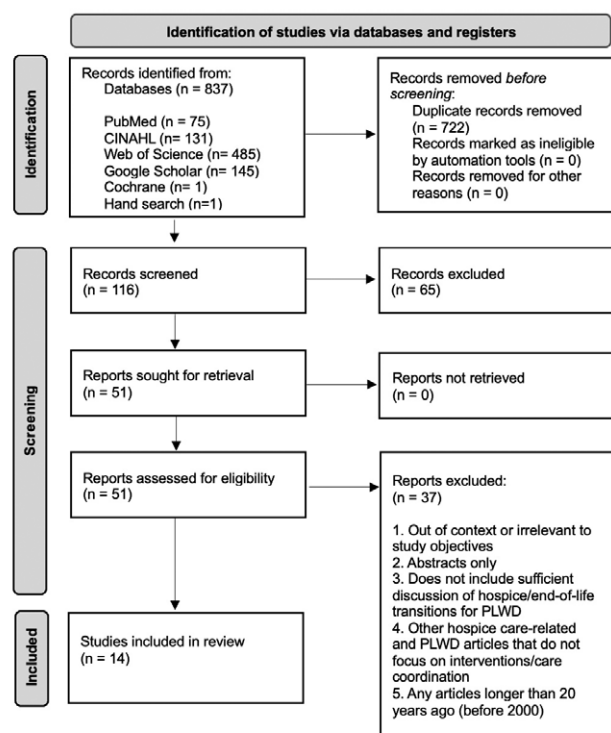 Identification of studies via databases and registers
Identification
Records identified from:
Databases (n = 837)
PubMed (n = 75)
CINAHL (n= 131)
Web of Science (n= 485)
Google Scholar (n= 145)
Cochrane (n= 1)
Hand search (n=1)
Records removed before
screening:
Duplicate records removed
(n = 722)
Records marked as ineligible
by automation tools (n = 0)
Records removed for other
reasons (n = 0)
Screening
Records screened
(n = 116)
Records excluded
(n = 65)
Reports sought for retrieval
(n = 51)
Reports not retrieved
(n = 0)
Reports assessed for eligibility
(n = 51)
Reports excluded:
(n = 37)
1. Out of context or irrelevant to
study objectives
2. Abstracts only
3. Does not include sufficient
discussion of hospice/end-of-life
transitions for PLWD
4. Other hospice care-related
and PLWD articles that do not
focus on interventions/care
coordination
5. Any articles longer than 20
years ago (before 2000)
Included
Studies included in review
(n = 14)